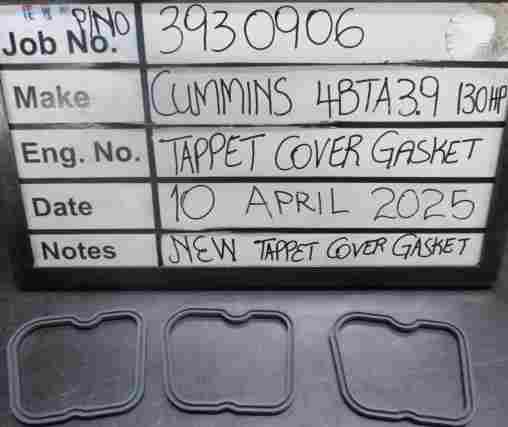 P/NO
Job No. 3930906
Make CUMMINS 4BTA3.9 130HP
Eng. No. TAPPET COVER GASKET
Date 10 APRIL 2025
Notes NEW TAPPET COVER GASKET